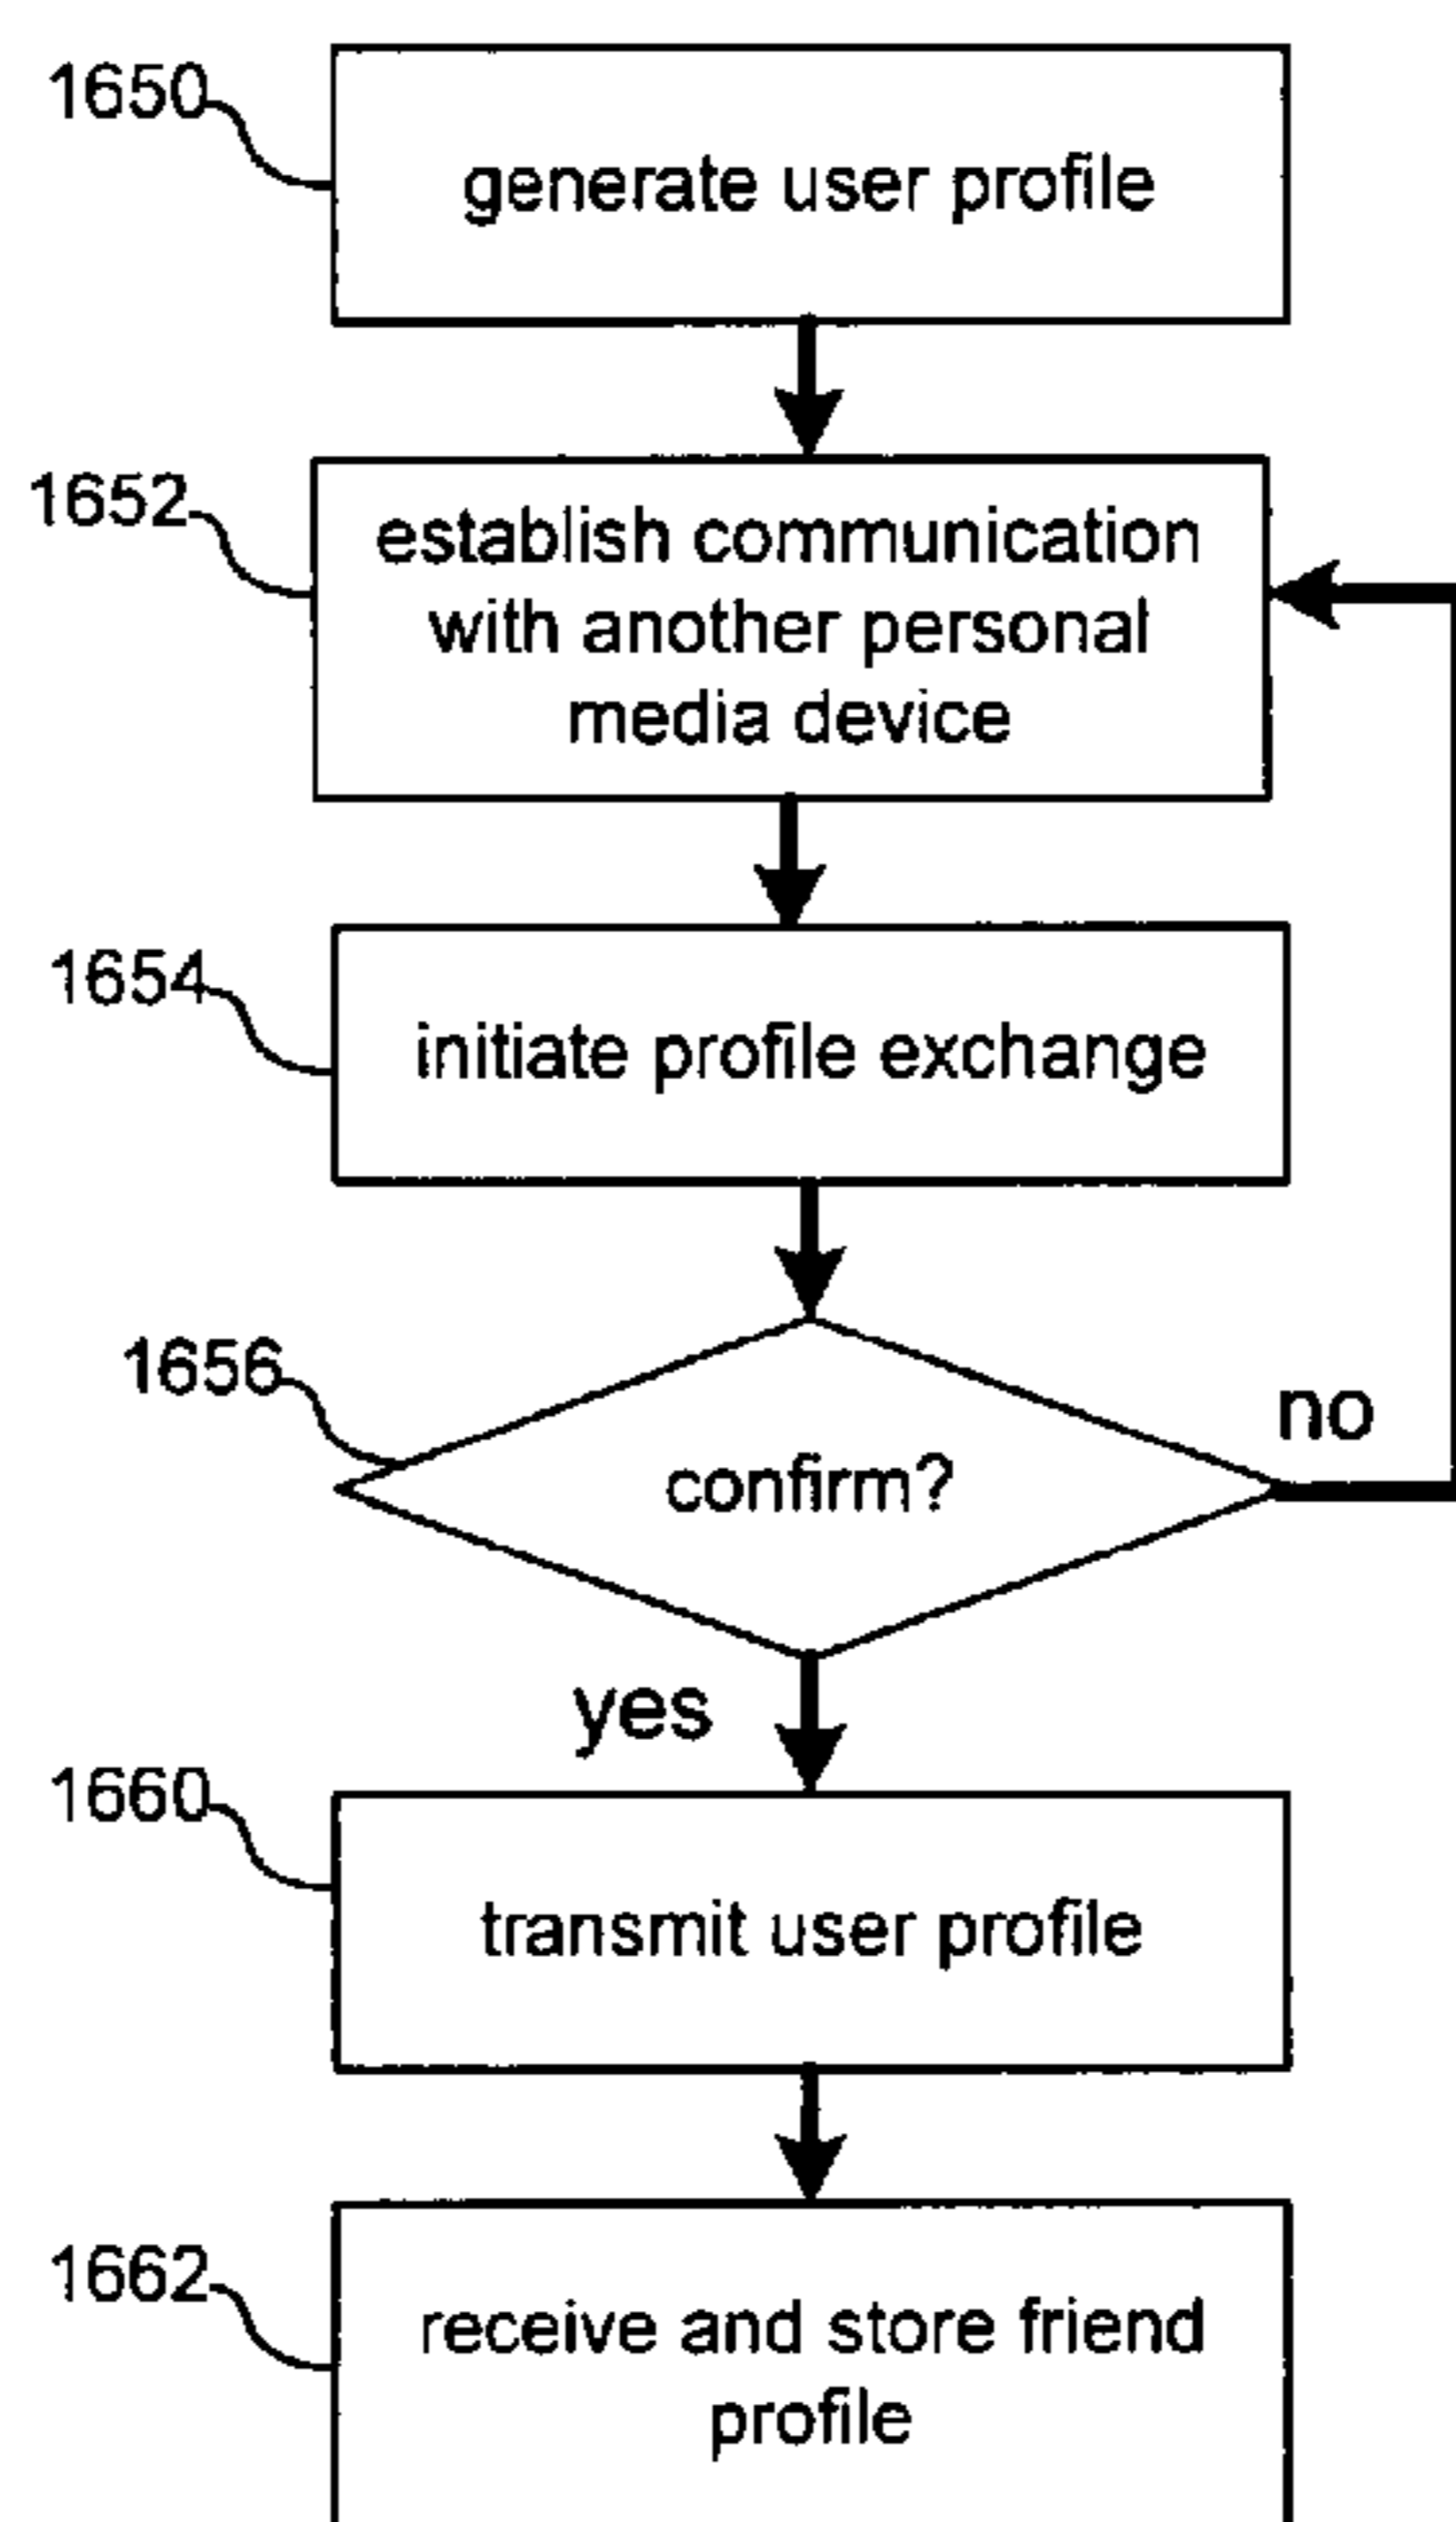 1650
generate user profile
1652
establish communication
with another personal
media device
1654
initiate profile exchange
1656
confirm?
no
yes
1660
transmit user profile
1662
receive and store friend
profile